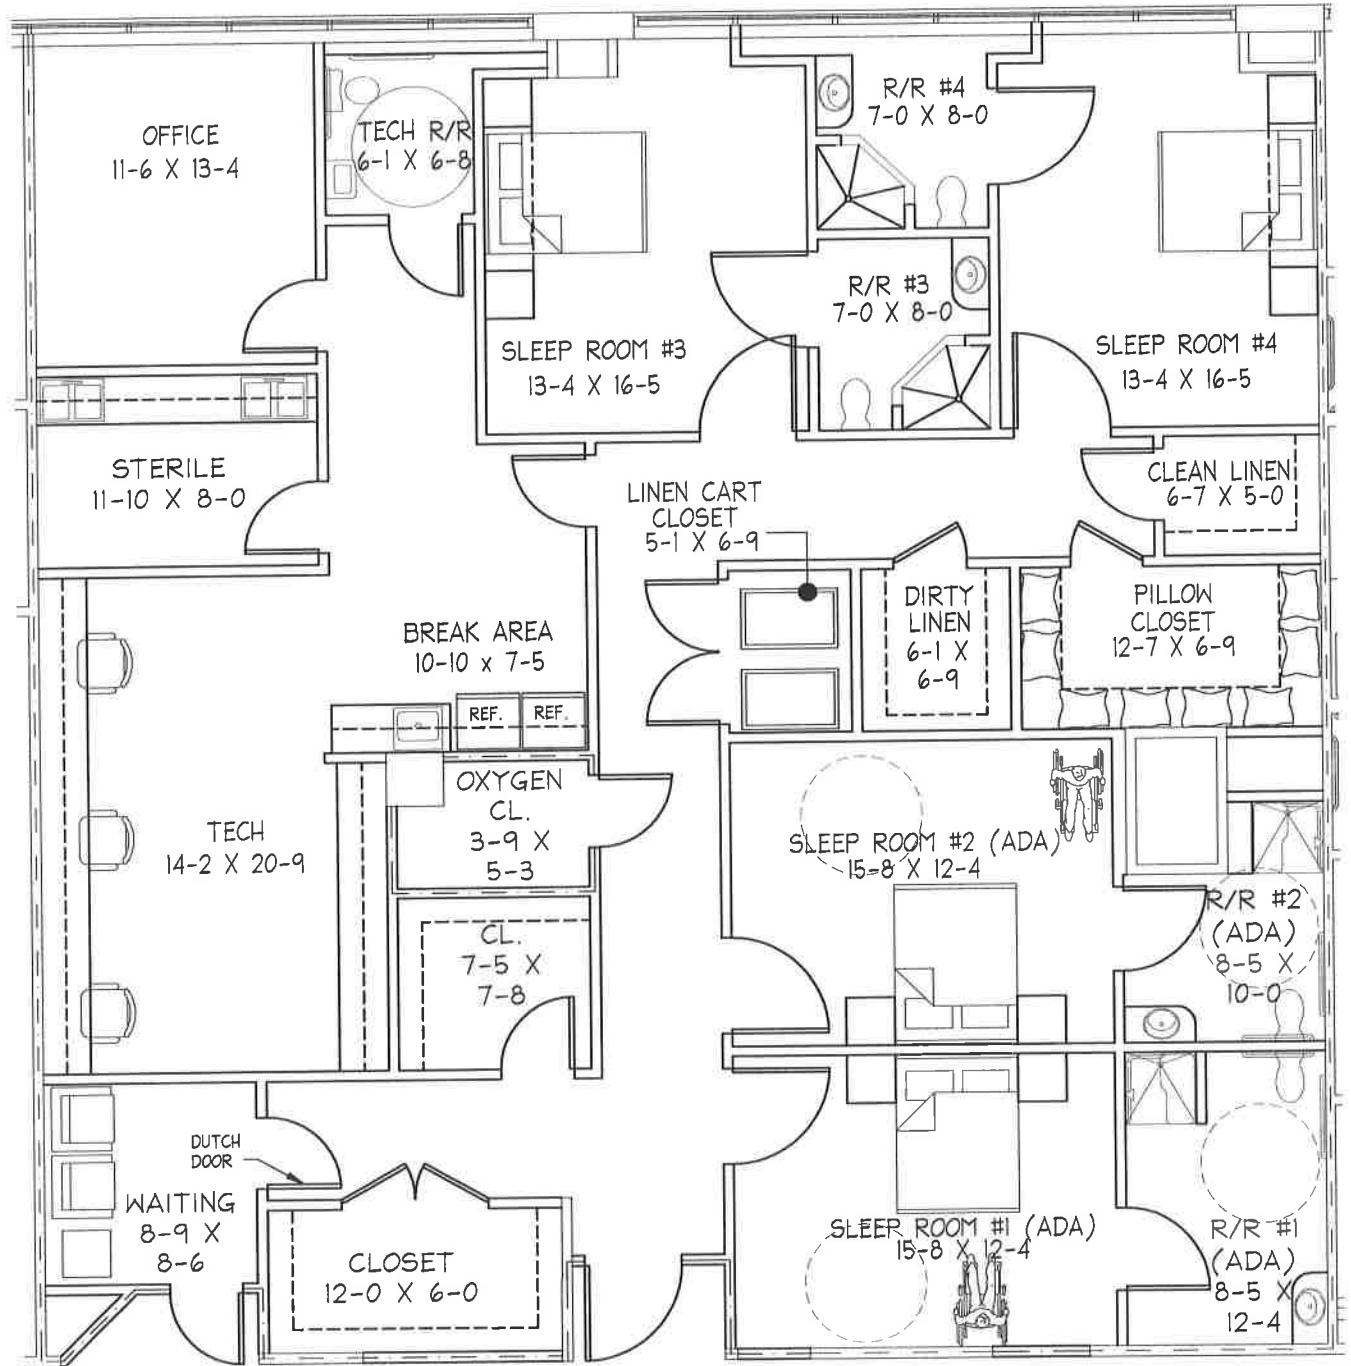 OFFICE
11-6 X 13-4
TECH R/R
6-1 X 6-8
R/R #4
7-0 X 8-0
R/R #3
7-0 X 8-0
SLEEP ROOM #3
13-4 X 16-5
SLEEP ROOM #4
13-4 X 16-5
STERILE
11-10 X 8-0
LINEN CART
CLOSET
5-1 X 6-9
CLEAN LINEN
6-7 X 5-0
BREAK AREA
10-10 x 7-5
DIRTY
LINEN
6-1 X
6-9
PILLOW
CLOSET
12-7 X 6-9
REF.
REF.
OXYGEN
CL.
3-9 X
5-3
TECH
14-2 X 20-9
SLEEP ROOM #2 (ADA)
15-8 X 12-4
CL.
7-5 X
7-8
R/R #2
(ADA)
8-5 X
10-0
DUTCH
DOOR
WAITING
8-9 X
8-6
CLOSET
12-0 X 6-0
SLEEP ROOM #1 (ADA)
15-8 X 12-4
R/R #1
(ADA)
8-5 X
12-4